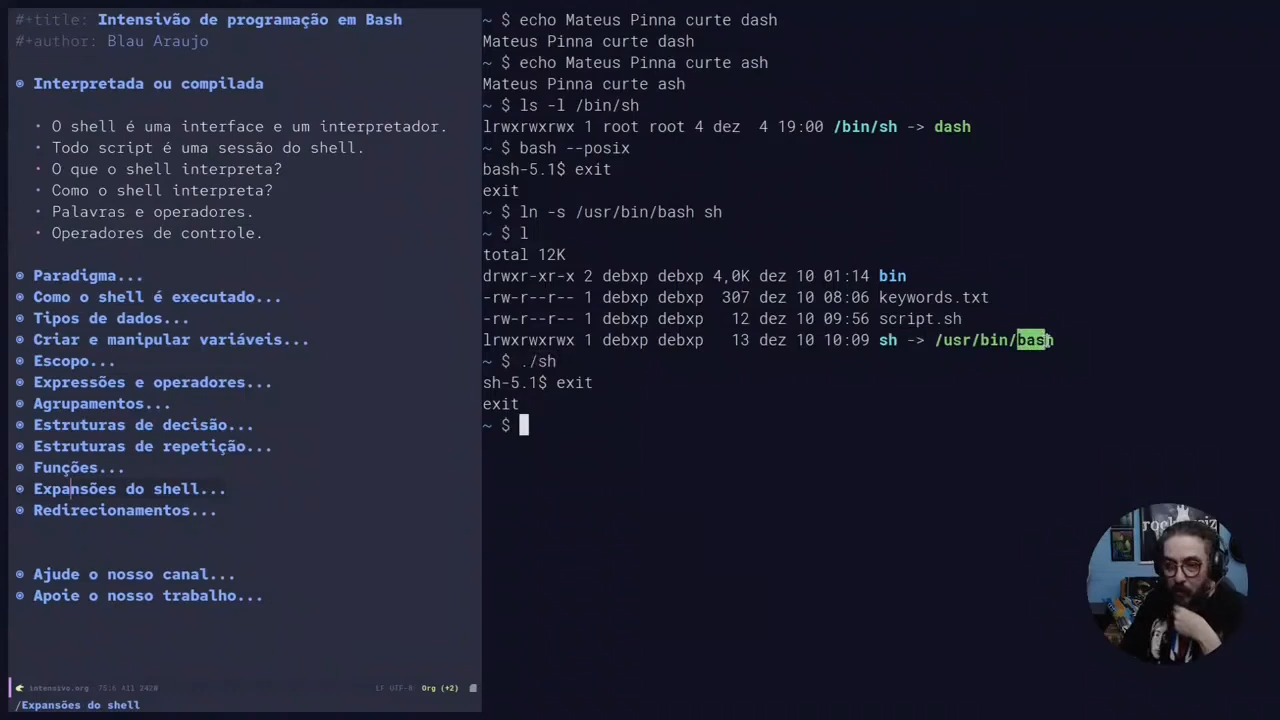 #+title: Intensivão de programação em Bash
#+author: Blau Araujo
Interpretada ou compilada
• O shell é uma interface e um interpretador.
• Todo script é uma sessão do shell.
• O que o shell interpreta?
• Como o shell interpreta?
• Palavras e operadores.
• Operadores de controle.
Paradigma...
Como o shell é executado...
Tipos de dados...
Criar e manipular variáveis...
Escopo...
Expressões e operadores...
Agrupamentos...
Estruturas de decisão...
Estruturas de repetição...
Funções...
Expansões do shell...
Redirecionamentos...
Ajude o nosso canal...
Apoie o nosso trabalho...
intensivo.org 75:6 All 242W LF UTF-8 Org (+2)
/Expansões do shell
~ $ echo Mateus Pinna curte dash
Mateus Pinna curte dash
~ $ echo Mateus Pinna curte ash
Mateus Pinna curte ash
~ $ ls -l /bin/sh
lrwxrwxrwx 1 root root 4 dez  4 19:00 /bin/sh -> dash
~ $ bash --posix
bash-5.1$ exit
exit
~ $ ln -s /usr/bin/bash sh
~ $ l
total 12K
drwxr-xr-x 2 debxp debxp 4,0K dez 10 01:14 bin
-rw-r--r-- 1 debxp debxp  307 dez 10 08:06 keywords.txt
-rw-r--r-- 1 debxp debxp   12 dez 10 09:56 script.sh
lrwxrwxrwx 1 debxp debxp   13 dez 10 10:09 sh -> /usr/bin/bash
~ $ ./sh
sh-5.1$ exit
exit
~ $